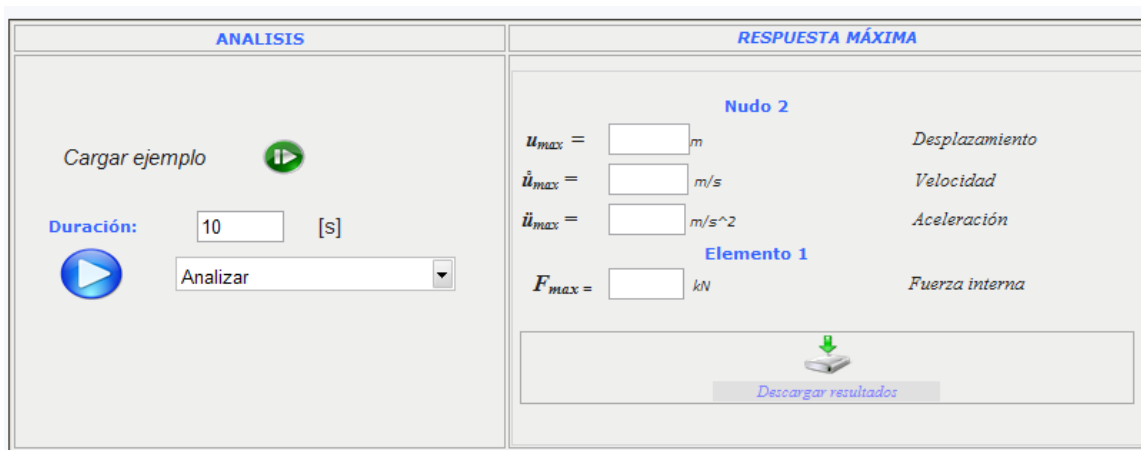 ANALISIS
RESPUESTA MÁXIMA
Cargar ejemplo
Duración: 10 [s]
Analizar
Nudo 2
u_max = m Desplazamiento
ů_max = m/s Velocidad
ü_max = m/s^2 Aceleración
Elemento 1
F_max = kN Fuerza interna
Descargar resultados